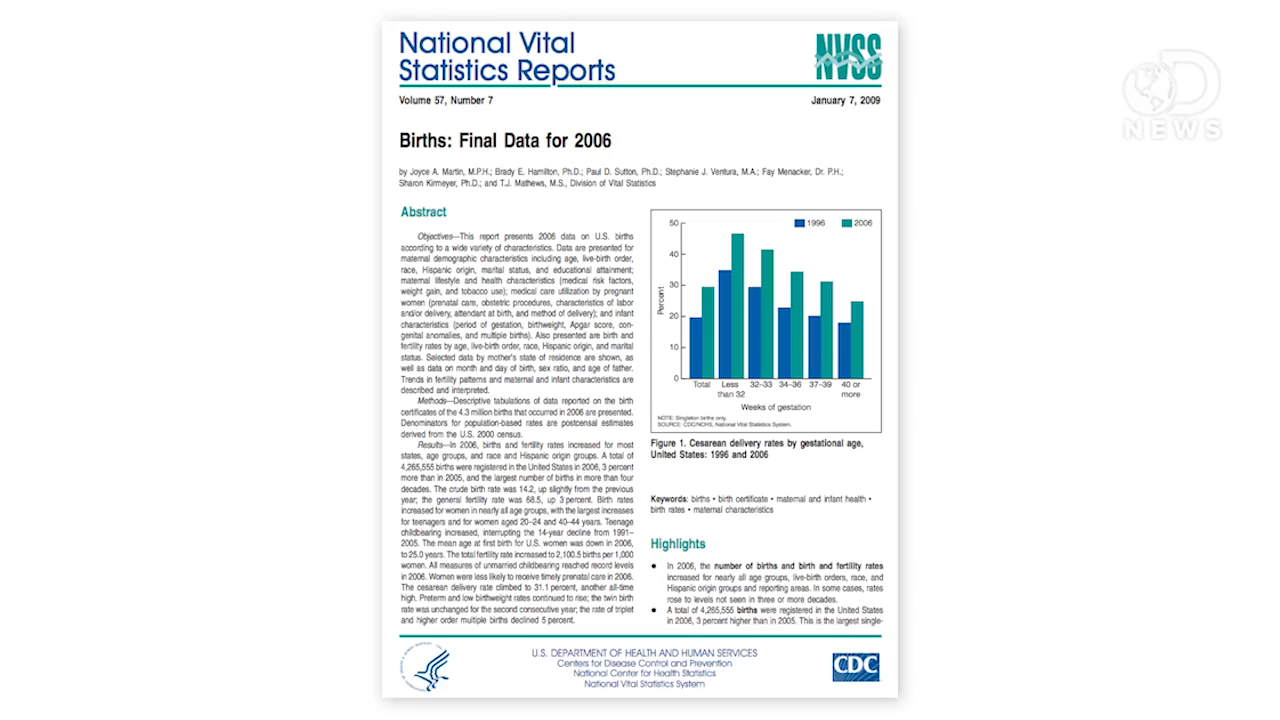 National Vital
Statistics Reports
NVSS
Volume 57, Number 7
January 7, 2009
Births: Final Data for 2006
by Joyce A. Martin, M.P.H.; Brady E. Hamilton, Ph.D.; Paul D. Sutton, Ph.D.; Stephanie J. Ventura, M.A.; Fay Menacker, Dr. P.H.;
Sharon Kirmeyer, Ph.D.; and T.J. Mathews, M.S., Division of Vital Statistics
Abstract
Objectives—This report presents 2006 data on U.S. births
according to a wide variety of characteristics. Data are presented for
maternal demographic characteristics including age, live-birth order,
race, Hispanic origin, marital status, and educational attainment;
maternal lifestyle and health characteristics (medical risk factors,
weight gain, and tobacco use); medical care utilization by pregnant
women (prenatal care, obstetric procedures, characteristics of labor
and/or delivery, attendant at birth, and method of delivery); and infant
characteristics (period of gestation, birthweight, Apgar score, con-
genital anomalies, and multiple births). Also presented are birth and
fertility rates by age, live-birth order, race, Hispanic origin, and marital
status. Selected data by mother's state of residence are shown, as
well as data on month and day of birth, sex ratio, and age of father.
Trends in fertility patterns and maternal and infant characteristics are
described and interpreted.
Methods—Descriptive tabulations of data reported on the birth
certificates of the 4.3 million births that occurred in 2006 are presented.
Denominators for population-based rates are postcensal estimates
derived from the U.S. 2000 census.
Results—In 2006, births and fertility rates increased for most
states, age groups, and race and Hispanic origin groups. A total of
4,265,555 births were registered in the United States in 2006, 3 percent
more than in 2005, and the largest number of births in more than four
decades. The crude birth rate was 14.2, up slightly from the previous
year; the general fertility rate was 68.5, up 3 percent. Birth rates
increased for women in nearly all age groups, with the largest increases
for teenagers and for women aged 20–24 and 40–44 years. Teenage
childbearing increased, interrupting the 14-year decline from 1991–
2005. The mean age at first birth for U.S. women was down in 2006,
to 25.0 years. The total fertility rate increased to 2,100.5 births per 1,000
women. All measures of unmarried childbearing reached record levels
in 2006. Women were less likely to receive timely prenatal care in 2006.
The cesarean delivery rate climbed to 31.1 percent, another all-time
high. Preterm and low birthweight rates continued to rise; the twin birth
rate was unchanged for the second consecutive year; the rate of triplet
and higher order multiple births declined 5 percent.
1996
2006
50
40
30
20
10
0
Percent
Total
Less
than 32
32–33
34–36
37–39
40 or
more
Weeks of gestation
NOTE: Singleton births only.
SOURCE: CDC/NCHS, National Vital Statistics System.
Figure 1. Cesarean delivery rates by gestational age,
United States: 1996 and 2006
Keywords: births • birth certificate • maternal and infant health •
birth rates • maternal characteristics
Highlights
● In 2006, the number of births and birth and fertility rates
increased for nearly all age groups, live-birth orders, race, and
Hispanic origin groups and reporting areas. In some cases, rates
rose to levels not seen in three or more decades.
● A total of 4,265,555 births were registered in the United States
in 2006, 3 percent higher than in 2005. This is the largest single-
U.S. DEPARTMENT OF HEALTH AND HUMAN SERVICES
Centers for Disease Control and Prevention
National Center for Health Statistics
National Vital Statistics System
CDC
D
NEWS